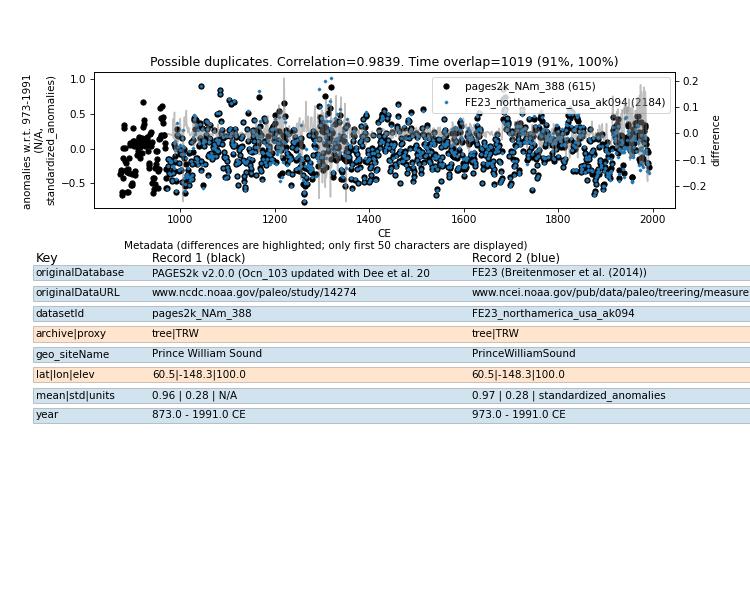 Possible duplicates. Correlation=0.9839. Time overlap=1019 (91%, 100%)
anomalies w.r.t. 973-1991
(N/A,
standardized_anomalies)
1.0
0.5
0.0
−0.5
pages2k_NAm_388 (615)
FE23_northamerica_usa_ak094 (2184)
0.2
0.1
0.0
−0.1
−0.2
difference
1000 1200 1400 1600 1800 2000
CE
Metadata (differences are highlighted; only first 50 characters are displayed)
Key Record 1 (black) Record 2 (blue)
originalDatabase PAGES2k v2.0.0 (Ocn_103 updated with Dee et al. 20 FE23 (Breitenmoser et al. (2014))
originalDataURL www.ncdc.noaa.gov/paleo/study/14274 www.ncei.noaa.gov/pub/data/paleo/treering/measure
datasetId pages2k_NAm_388 FE23_northamerica_usa_ak094
archive|proxy tree|TRW tree|TRW
geo_siteName Prince William Sound PrinceWilliamSound
lat|lon|elev 60.5|-148.3|100.0 60.5|-148.3|100.0
mean|std|units 0.96 | 0.28 | N/A 0.97 | 0.28 | standardized_anomalies
year 873.0 - 1991.0 CE 973.0 - 1991.0 CE